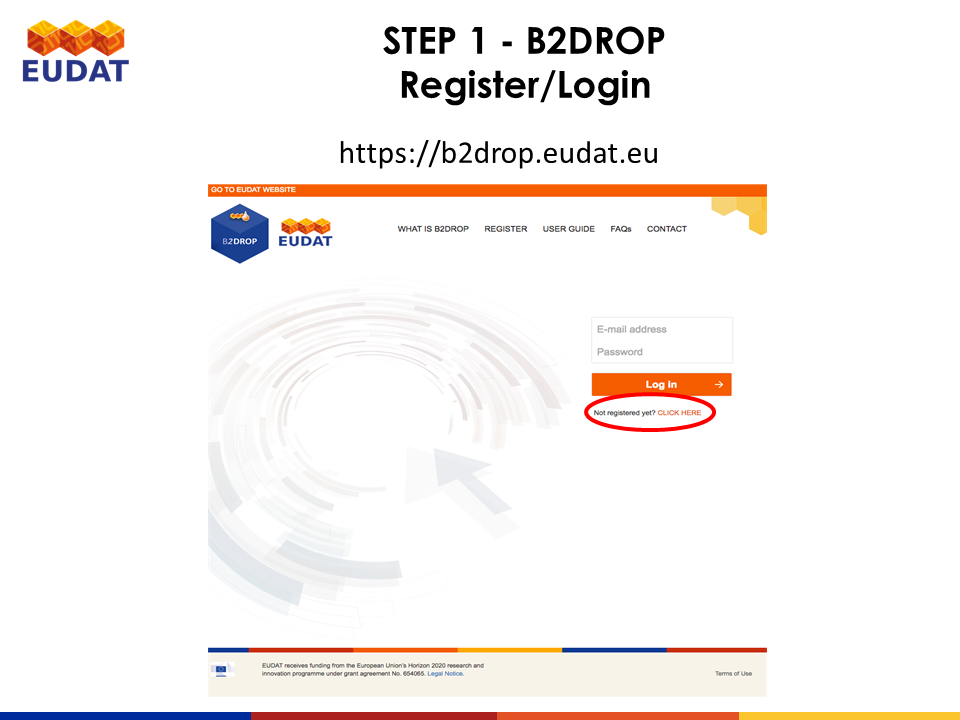 EUDAT
STEP 1 - B2DROP
Register/Login
https://b2drop.eudat.eu
GO TO EUDAT WEBSITE
B2DROP
EUDAT
WHAT IS B2DROP REGISTER USER GUIDE FAQs CONTACT
E-mail address
Password
Log in →
Not registered yet? CLICK HERE
EUDAT receives funding from the European Union's Horizon 2020 research and
innovation programme under grant agreement No. 654065. Legal Notice.
Terms of Use